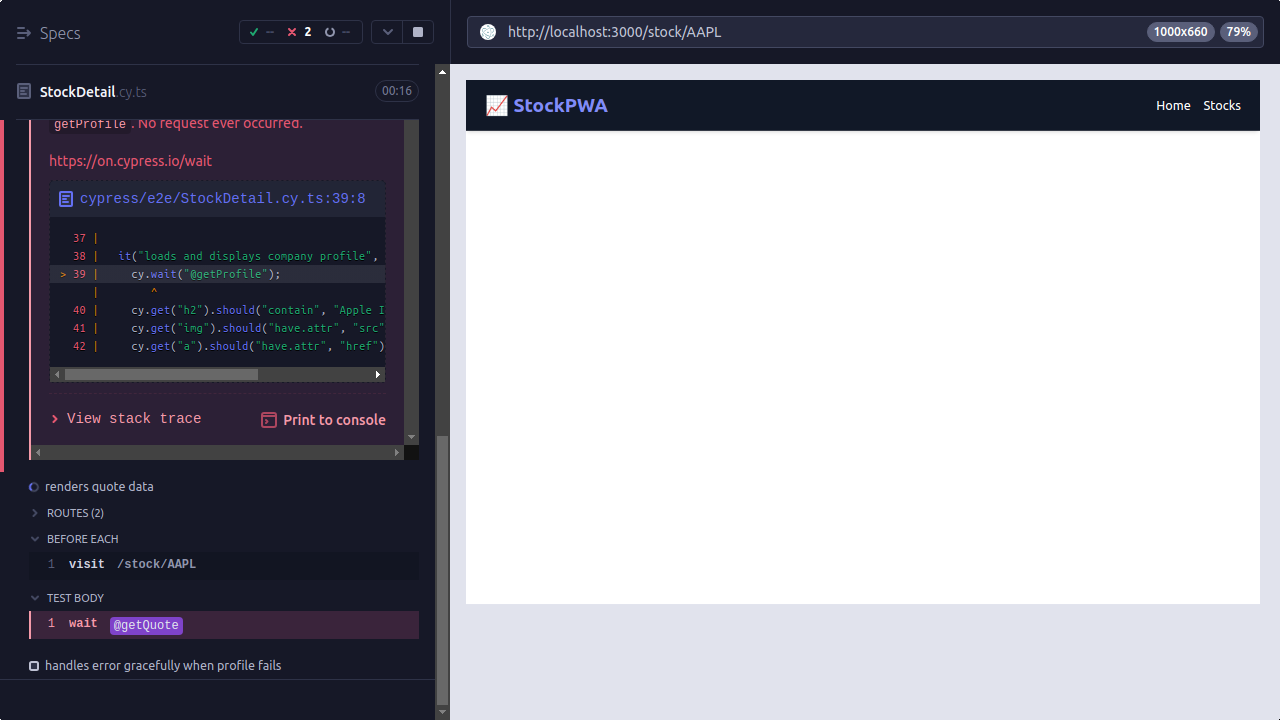 Specs
--
2
--
StockDetail.cy.ts
00:16
getProfile. No request ever occurred.
https://on.cypress.io/wait
cypress/e2e/StockDetail.cy.ts:39:8
37 |
38 | it("loads and displays company profile",
> 39 | cy.wait("@getProfile");
| ^
40 | cy.get("h2").should("contain", "Apple I
41 | cy.get("img").should("have.attr", "src"
42 | cy.get("a").should("have.attr", "href")
View stack trace
Print to console
renders quote data
ROUTES (2)
BEFORE EACH
1 visit /stock/AAPL
TEST BODY
1 wait @getQuote
handles error gracefully when profile fails
http://localhost:3000/stock/AAPL
1000x660
79%
📈 StockPWA
Home
Stocks